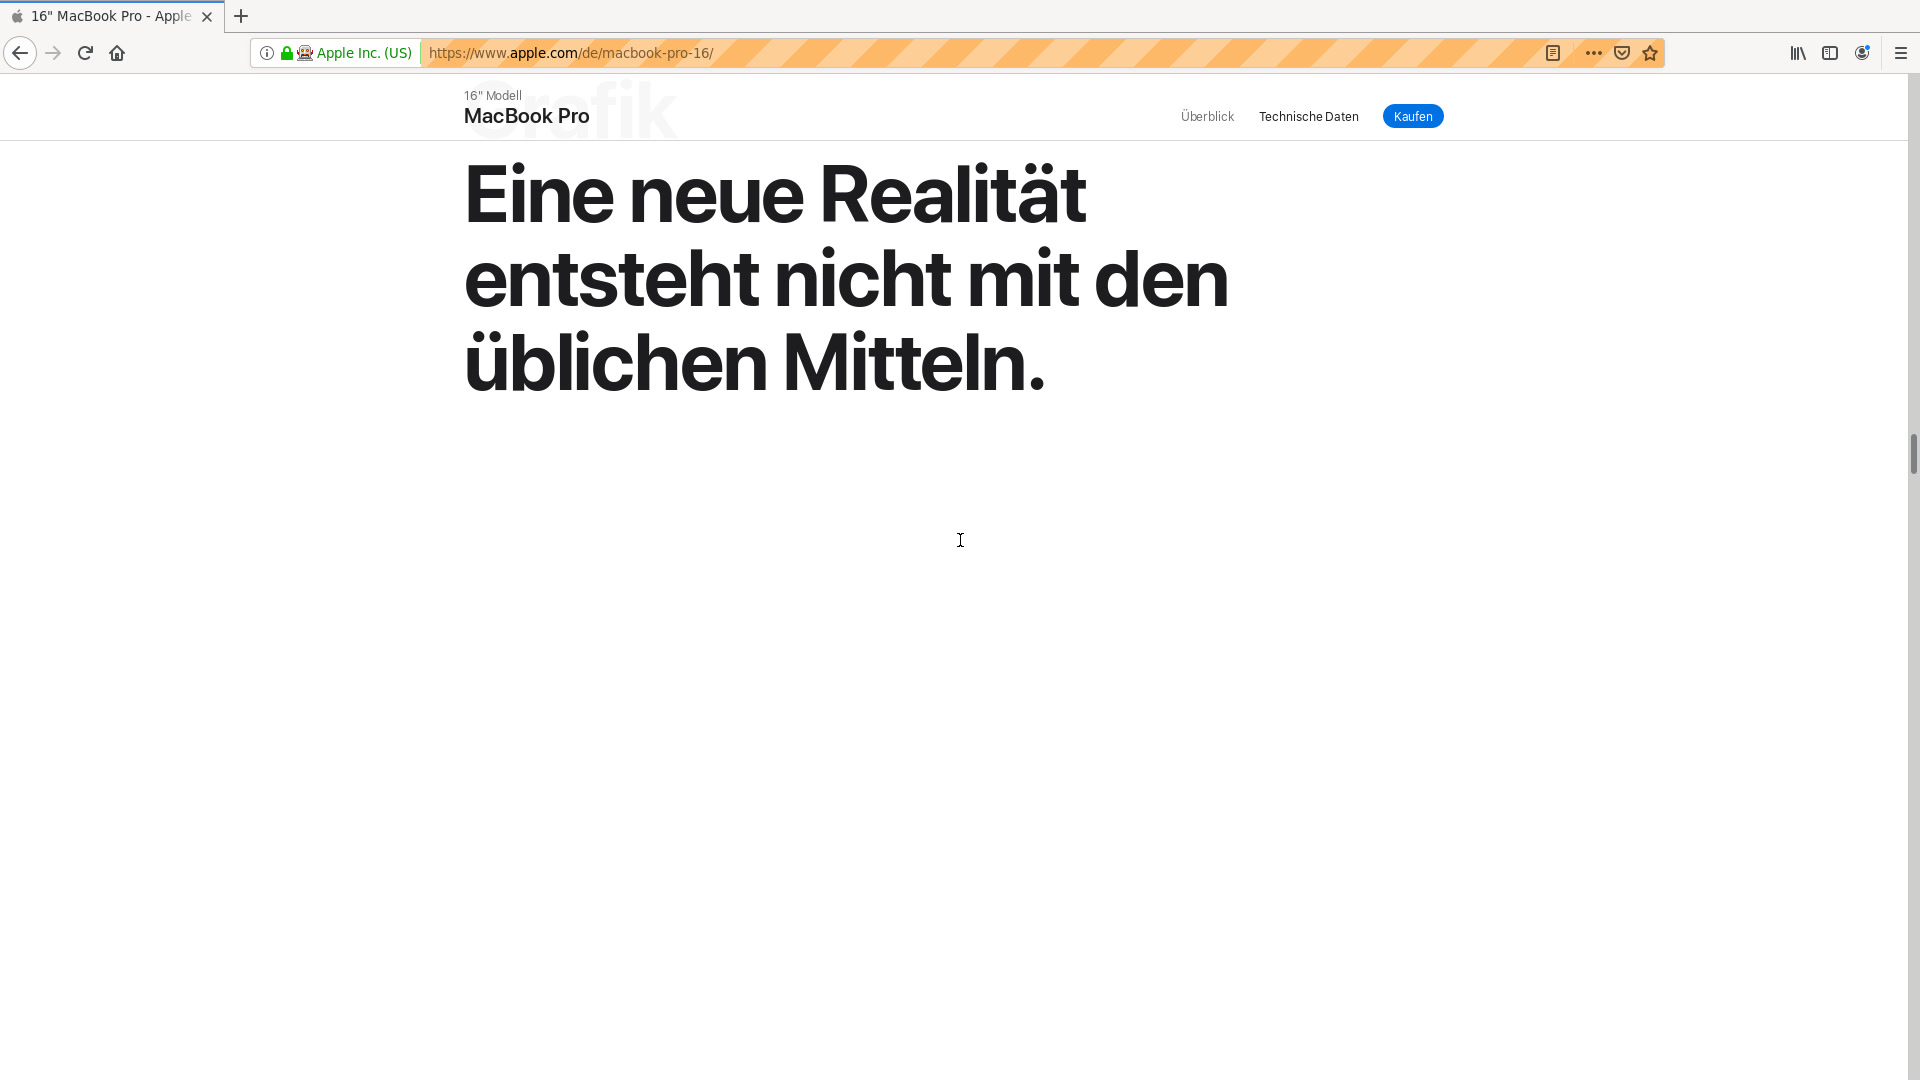 16" MacBook Pro - Apple
Apple Inc. (US)
https://www.apple.com/de/macbook-pro-16/
Grafik
16" Modell
MacBook Pro
Überblick
Technische Daten
Kaufen
Eine neue Realität
entsteht nicht mit den
üblichen Mitteln.